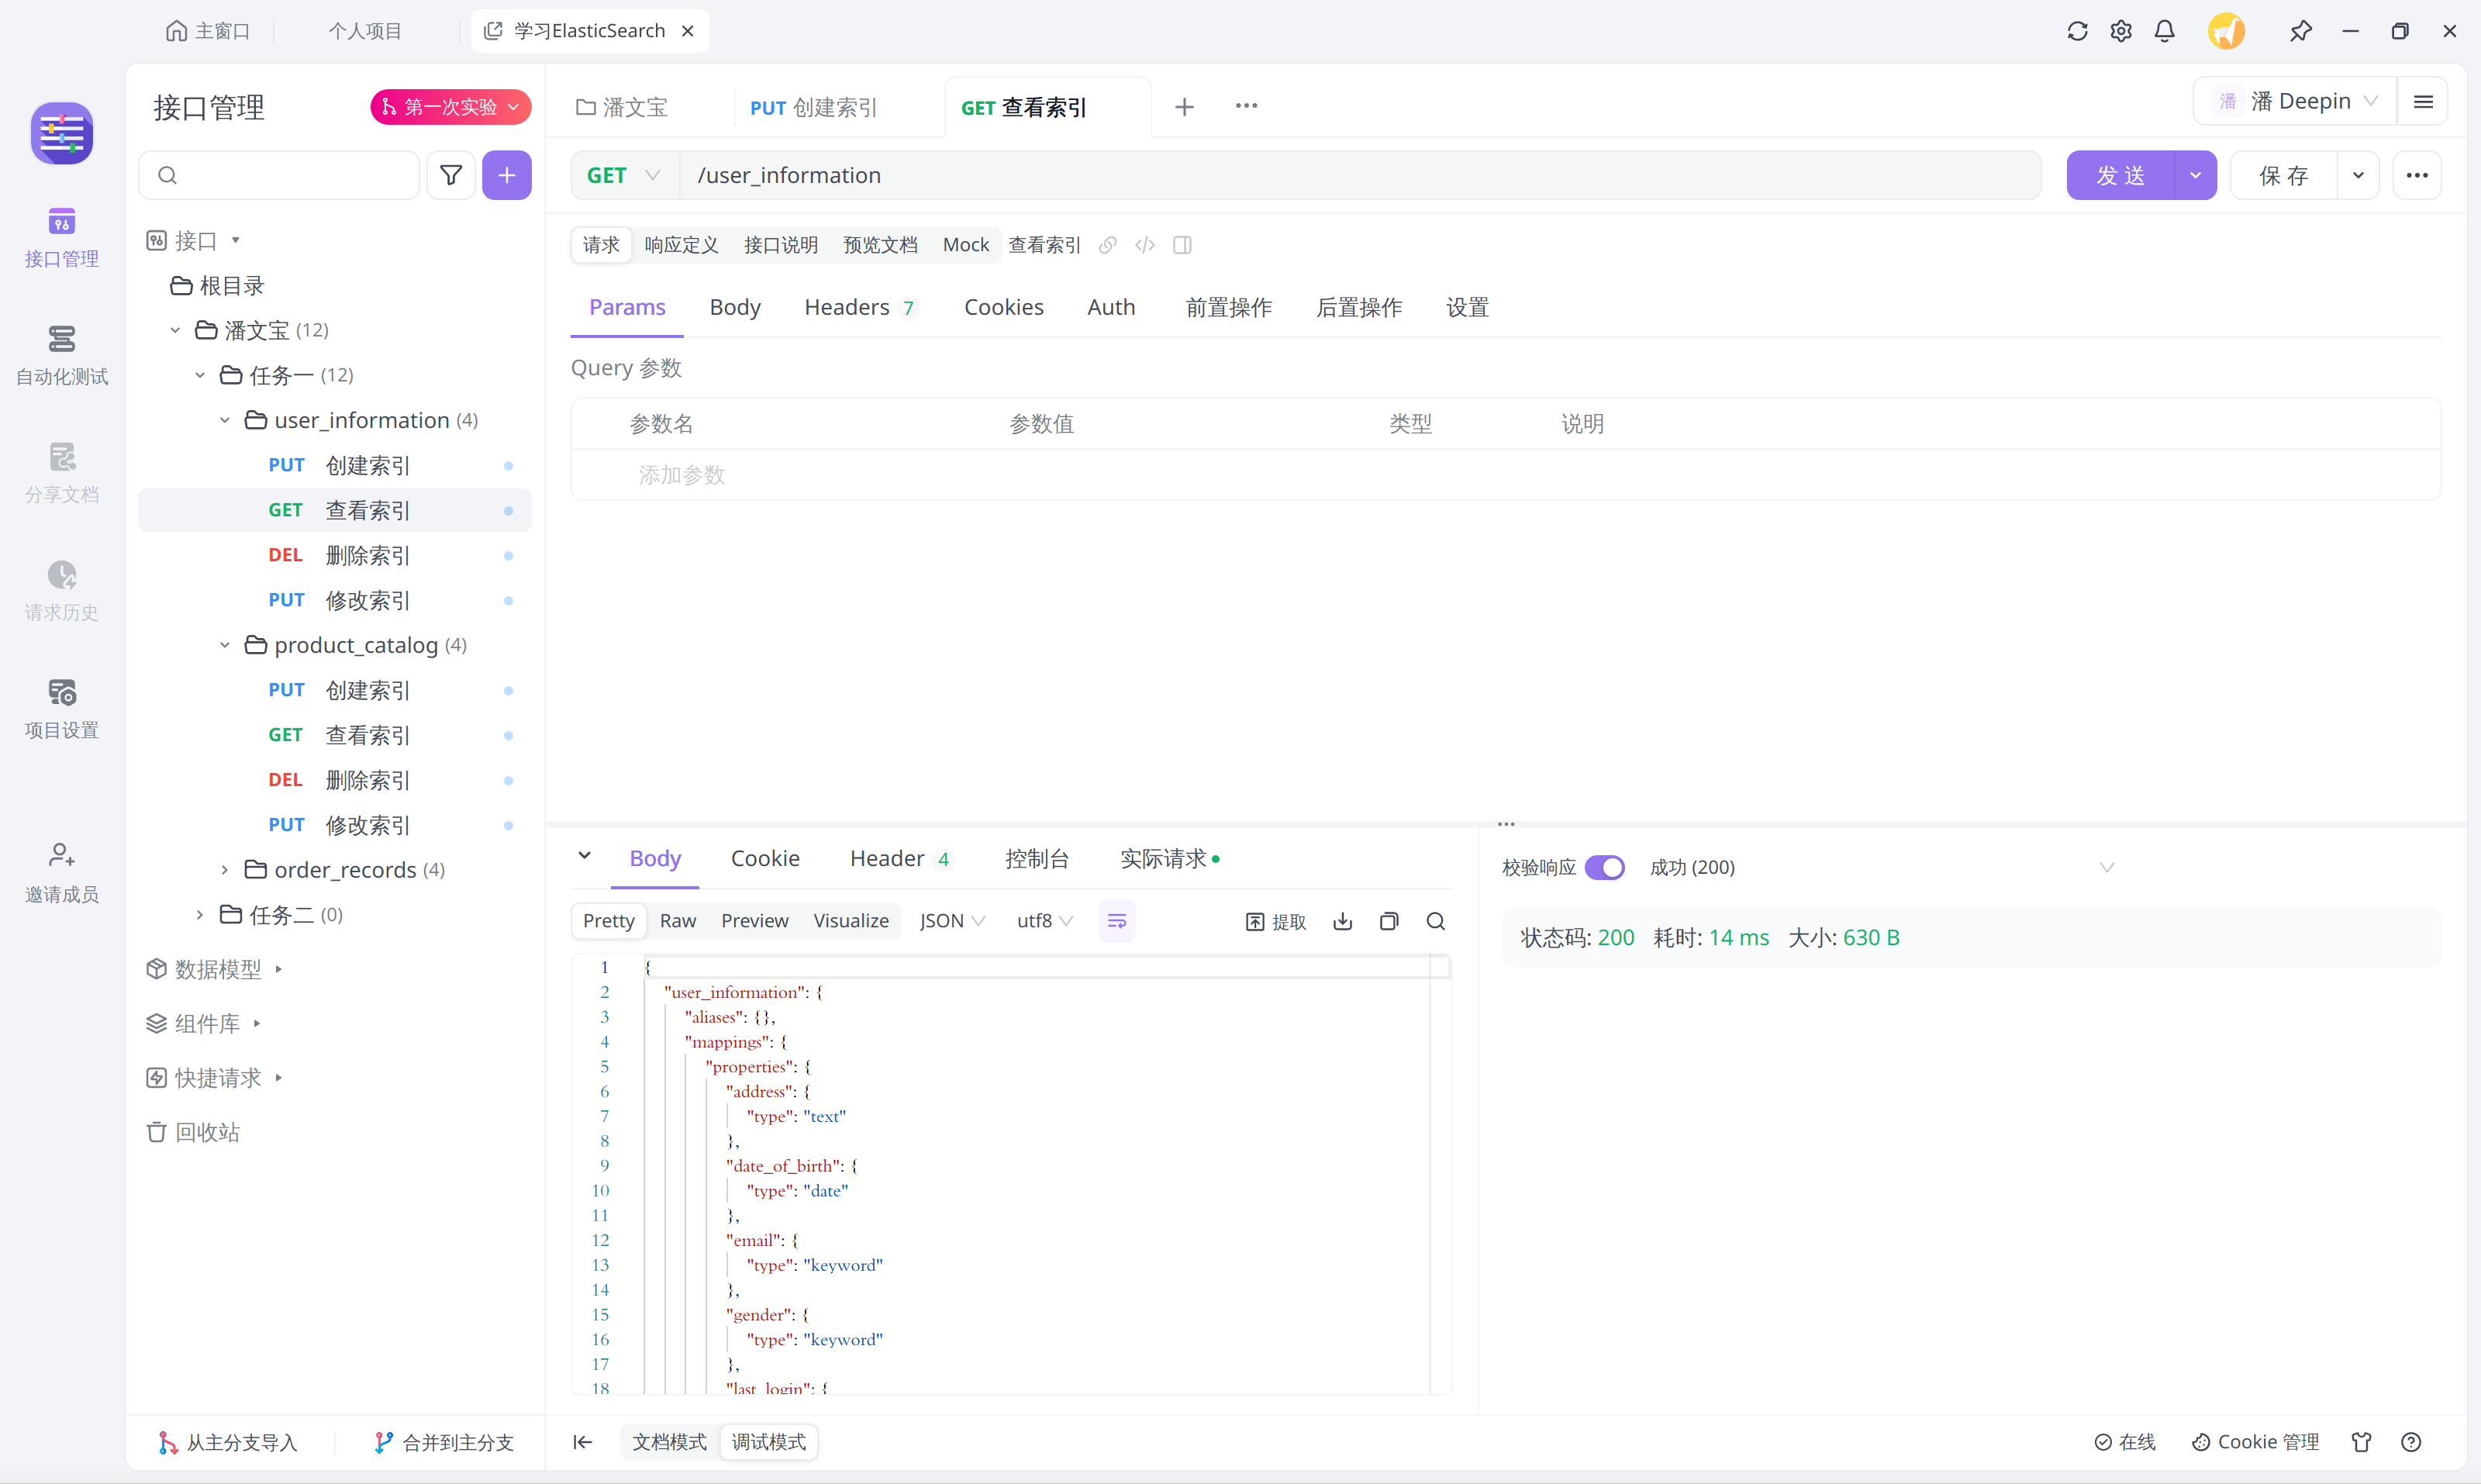 主窗口
个人项目
学习ElasticSearch
接口管理
自动化测试
分享文档
请求历史
项目设置
邀请成员
接口管理
第一次实验
接口
根目录
潘文宝 (12)
任务一 (12)
user_information (4)
PUT 创建索引
GET 查看索引
DEL 删除索引
PUT 修改索引
product_catalog (4)
PUT 创建索引
GET 查看索引
DEL 删除索引
PUT 修改索引
order_records (4)
任务二 (0)
数据模型
组件库
快捷请求
回收站
从主分支导入
合并到主分支
潘文宝
PUT 创建索引
GET 查看索引
潘 潘 Deepin
GET /user_information
发 送
保 存
请求 响应定义 接口说明 预览文档 Mock 查看索引
Params Body Headers 7 Cookies Auth 前置操作 后置操作 设置
Query 参数
参数名 参数值 类型 说明
添加参数
Body Cookie Header 4 控制台 实际请求
Pretty Raw Preview Visualize JSON utf8 提取
1 {
2 "user_information": {
3 "aliases": {},
4 "mappings": {
5 "properties": {
6 "address": {
7 "type": "text"
8 },
9 "date_of_birth": {
10 "type": "date"
11 },
12 "email": {
13 "type": "keyword"
14 },
15 "gender": {
16 "type": "keyword"
17 },
18 "last_login": {
校验响应 成功 (200)
状态码: 200 耗时: 14 ms 大小: 630 B
文档模式 调试模式
在线 Cookie 管理